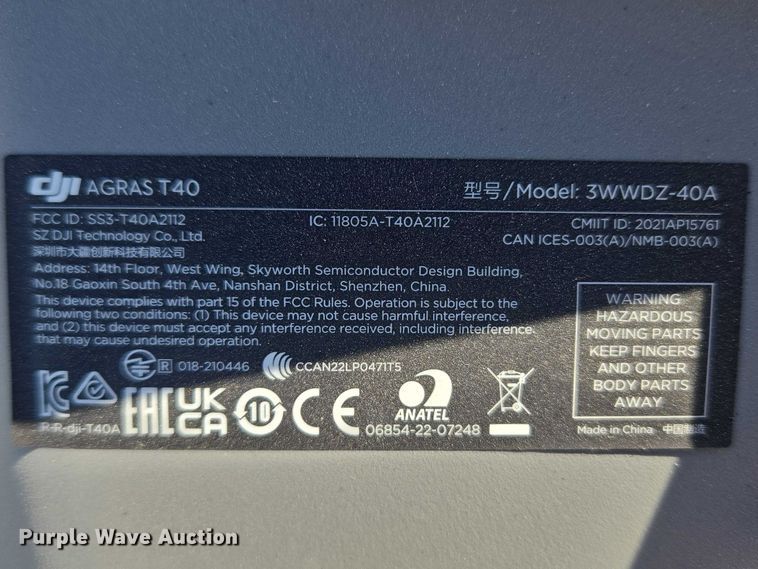 dji AGRAS T40
型号/Model: 3WWDZ-40A
FCC ID: SS3-T40A2112
IC: 11805A-T40A2112
CMIIT ID: 2021AP15761
SZ DJI Technology Co., Ltd.
CAN ICES-003(A)/NMB-003(A)
深圳市大疆创新科技有限公司
Address: 14th Floor, West Wing, Skyworth Semiconductor Design Building,
No.18 Gaoxin South 4th Ave, Nanshan District, Shenzhen, China.
This device complies with part 15 of the FCC Rules. Operation is subject to the
following two conditions: (1) This device may not cause harmful interference,
and (2) this device must accept any interference received, including interference
that may cause undesired operation.
WARNING
HAZARDOUS
MOVING PARTS
KEEP FINGERS
AND OTHER
BODY PARTS
AWAY
R 018-210446
CCAN22LP0471T5
KC
EAC
UK
CA
10
CE
ANATEL
R-R-dji-T40A
06854-22-07248
Made in China 中国制造
Purple Wave Auction